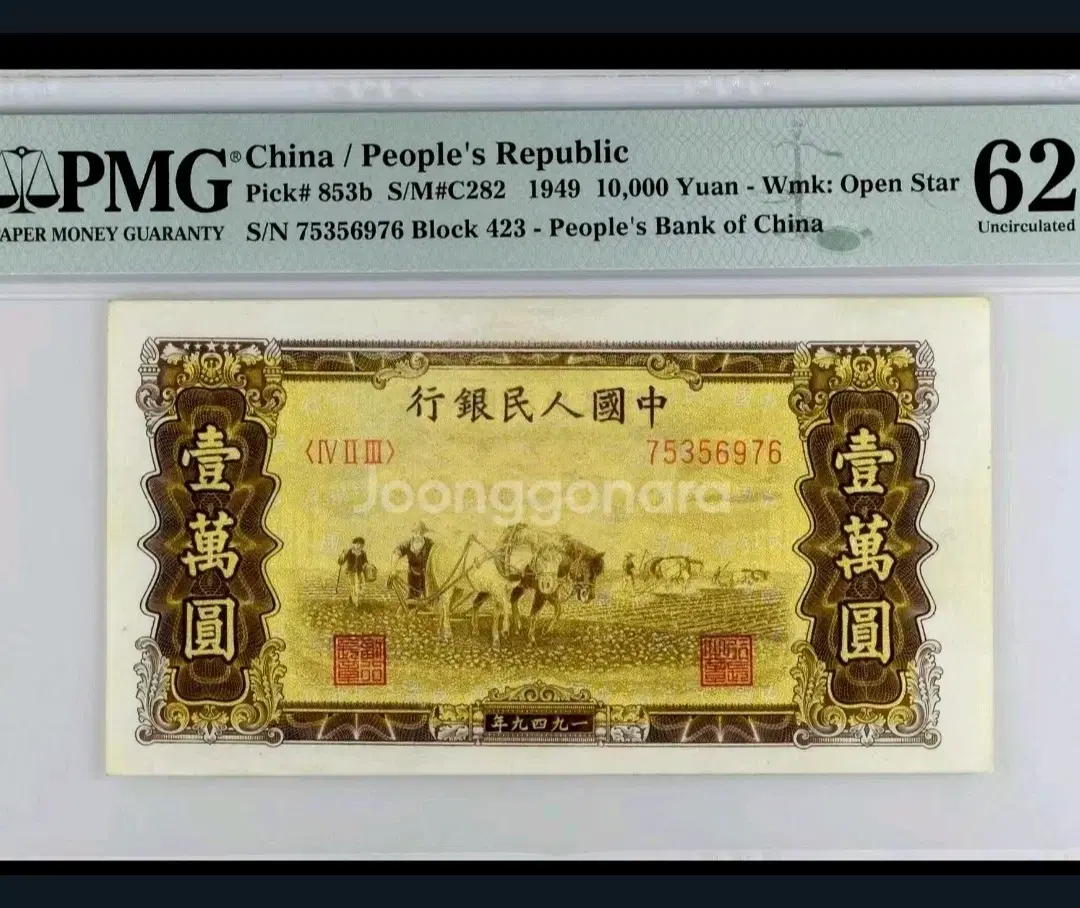 PMG® China / People's Republic
Pick# 853b S/M#C282 1949 10,000 Yuan - Wmk: Open Star
62
APER MONEY GUARANTY S/N 75356976 Block 423 - People's Bank of China
Uncirculated
行銀民人國中
〈IV II III〉 75356976
壹萬圓
壹萬圓
Joonggonara
年九四九一